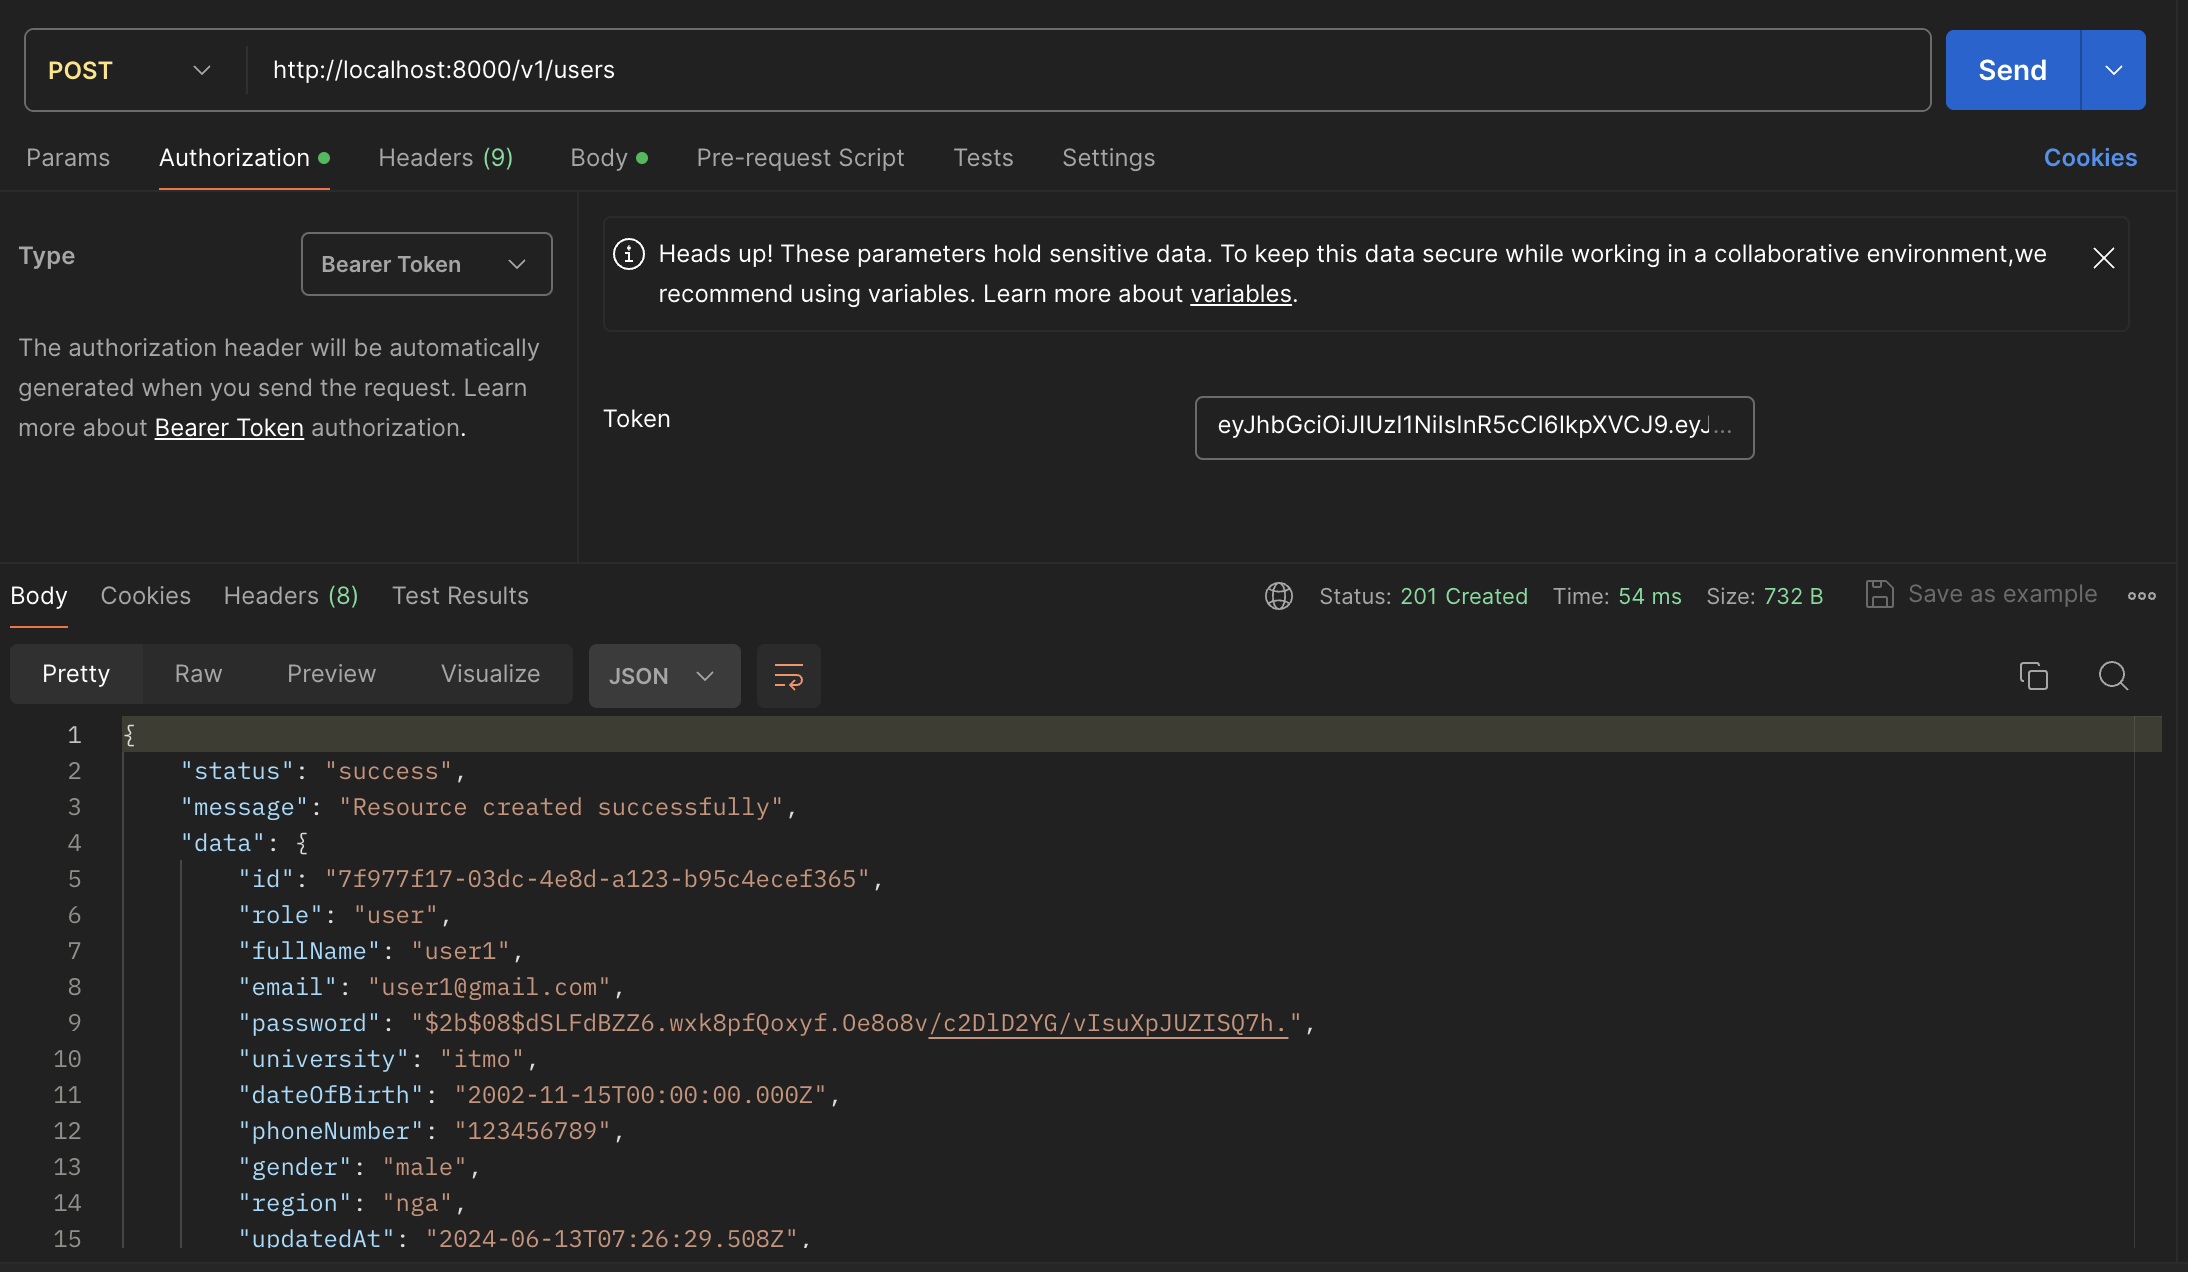 POST http://localhost:8000/v1/users Send
Params Authorization Headers (9) Body Pre-request Script Tests Settings Cookies
Type Bearer Token
The authorization header will be automatically
generated when you send the request. Learn
more about Bearer Token authorization.
Heads up! These parameters hold sensitive data. To keep this data secure while working in a collaborative environment,we
recommend using variables. Learn more about variables.
Token eyJhbGciOiJIUzI1NiIsInR5cCI6IkpXVCJ9.eyJ...
Body Cookies Headers (8) Test Results Status: 201 Created Time: 54 ms Size: 732 B Save as example
Pretty Raw Preview Visualize JSON
1 {
2 "status": "success",
3 "message": "Resource created successfully",
4 "data": {
5 "id": "7f977f17-03dc-4e8d-a123-b95c4ecef365",
6 "role": "user",
7 "fullName": "user1",
8 "email": "user1@gmail.com",
9 "password": "$2b$08$dSLFdBZZ6.wxk8pfQoxyf.Oe8o8v/c2DlD2YG/vIsuXpJUZISQ7h.",
10 "university": "itmo",
11 "dateOfBirth": "2002-11-15T00:00:00.000Z",
12 "phoneNumber": "123456789",
13 "gender": "male",
14 "region": "nga",
15 "updatedAt": "2024-06-13T07:26:29.508Z",